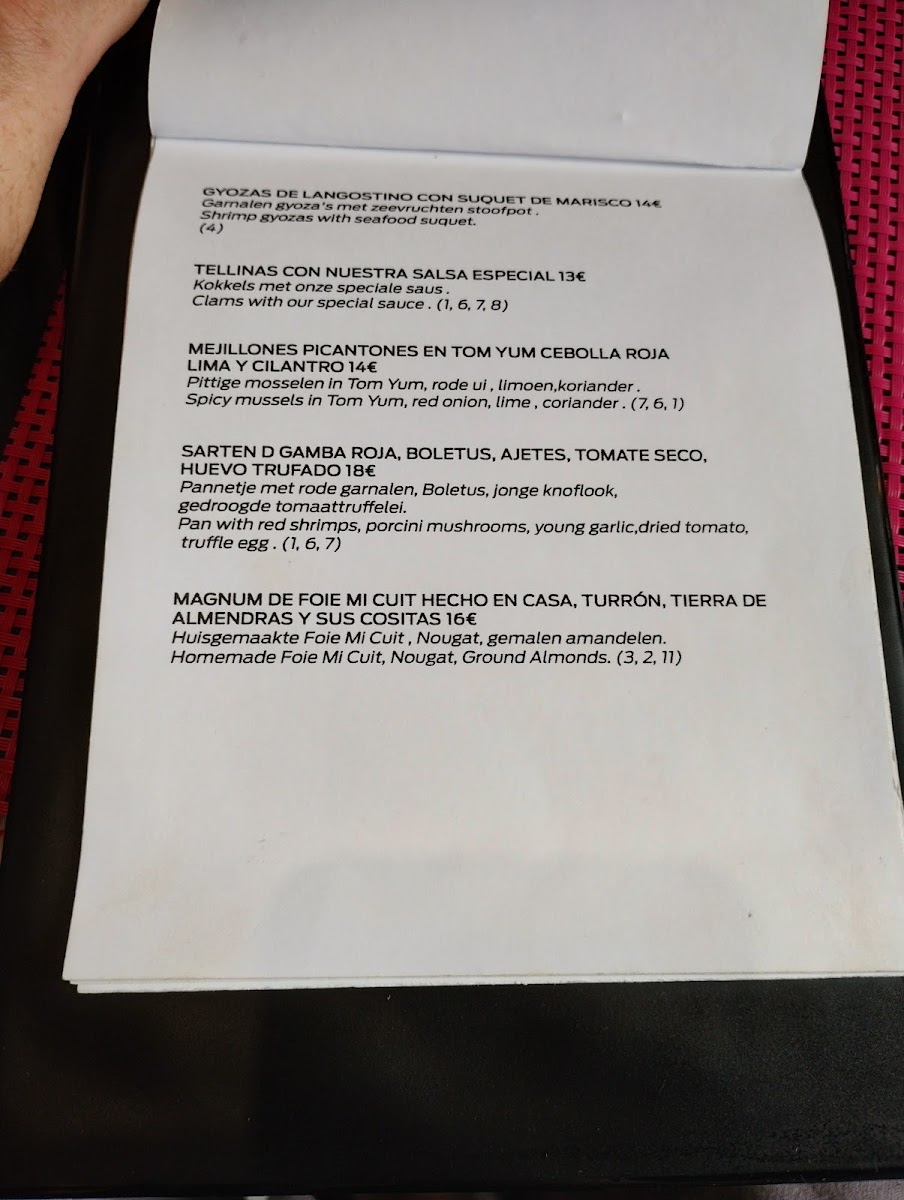 GYOZAS DE LANGOSTINO CON SUQUET DE MARISCO 14€
Garnalen gyoza's met zeevruchten stoofpot .
Shrimp gyozas with seafood suquet.
(4)
TELLINAS CON NUESTRA SALSA ESPECIAL 13€
Kokkels met onze speciale saus .
Clams with our special sauce . (1, 6, 7, 8)
MEJILLONES PICANTONES EN TOM YUM CEBOLLA ROJA
LIMA Y CILANTRO 14€
Pittige mosselen in Tom Yum, rode ui , limoen,koriander .
Spicy mussels in Tom Yum, red onion, lime , coriander . (7, 6, 1)
SARTEN D GAMBA ROJA, BOLETUS, AJETES, TOMATE SECO,
HUEVO TRUFADO 18€
Pannetje met rode garnalen, Boletus, jonge knoflook,
gedroogde tomaattruffelei.
Pan with red shrimps, porcini mushrooms, young garlic,dried tomato,
truffle egg . (1, 6, 7)
MAGNUM DE FOIE MI CUIT HECHO EN CASA, TURRÓN, TIERRA DE
ALMENDRAS Y SUS COSITAS 16€
Huisgemaakte Foie Mi Cuit , Nougat, gemalen amandelen.
Homemade Foie Mi Cuit, Nougat, Ground Almonds. (3, 2, 11)